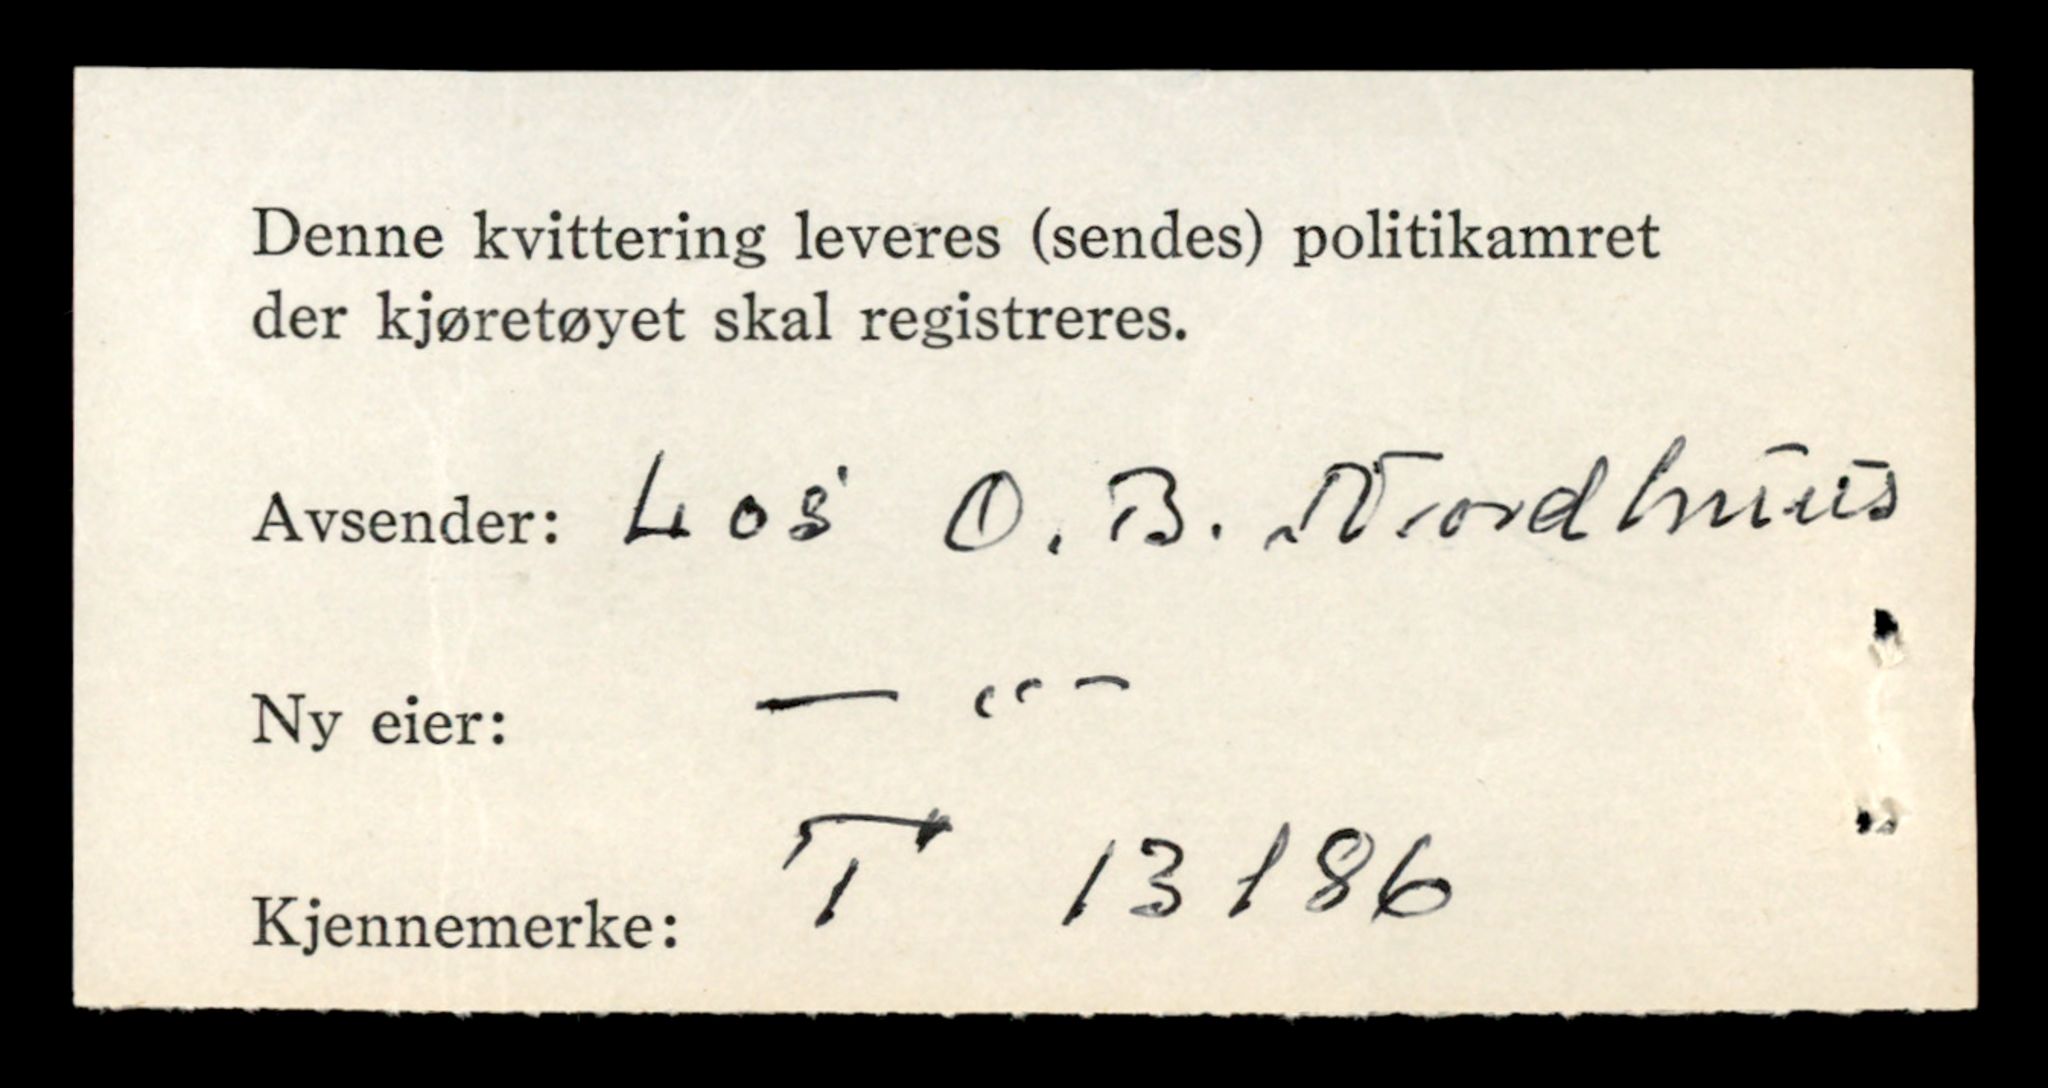 Denne kvittering leveres (sendes) politikamret
der kjøretøyet skal registreres.
Avsender: Los O. B. Nordhuus
Ny eier: — " —
Kjennemerke: T 13186